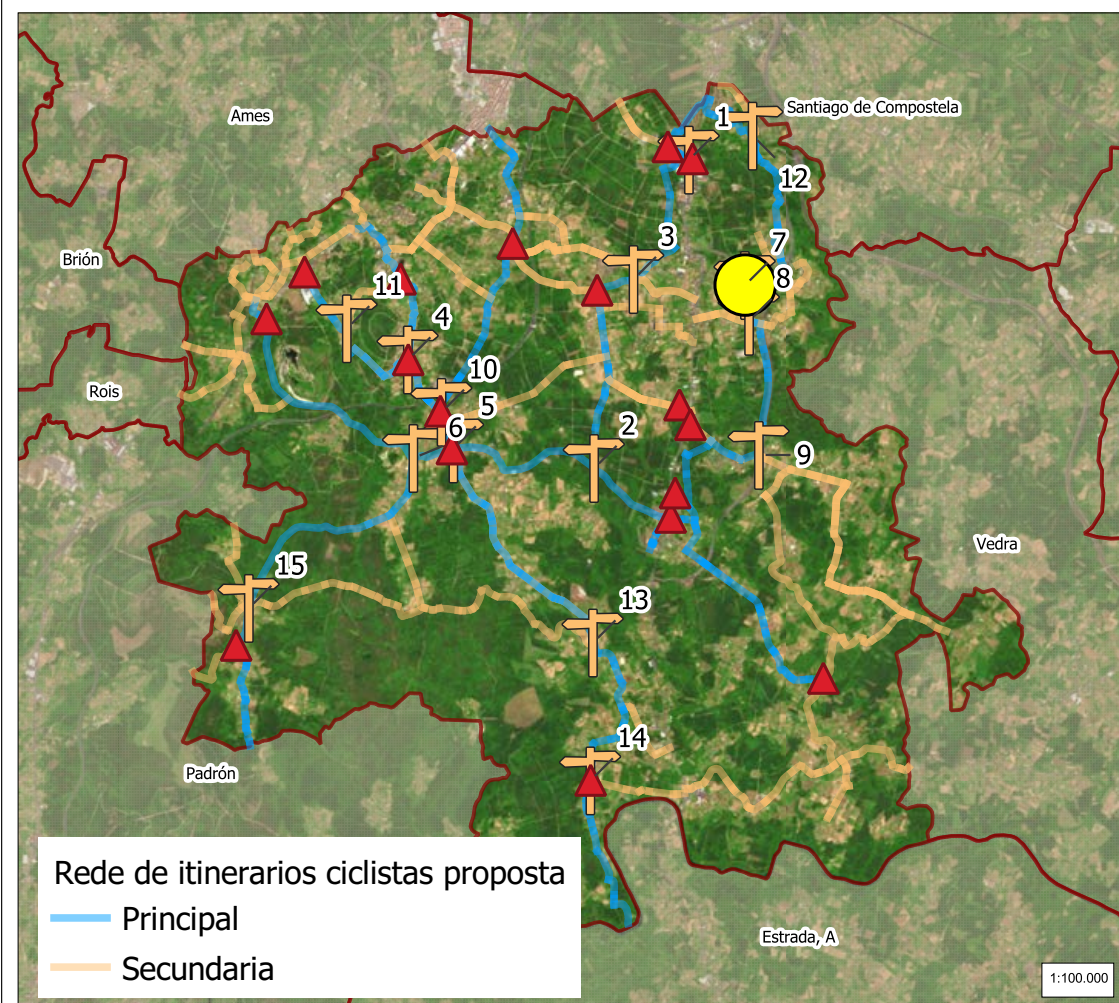 Ames
Santiago de Compostela
1
12
3
7
Brión
8
11
4
10
Rois
5
6
2
9
Vedra
15
13
14
Padrón
Estrada, A
Rede de itinerarios ciclistas proposta
Principal
Secundaria
1:100.000